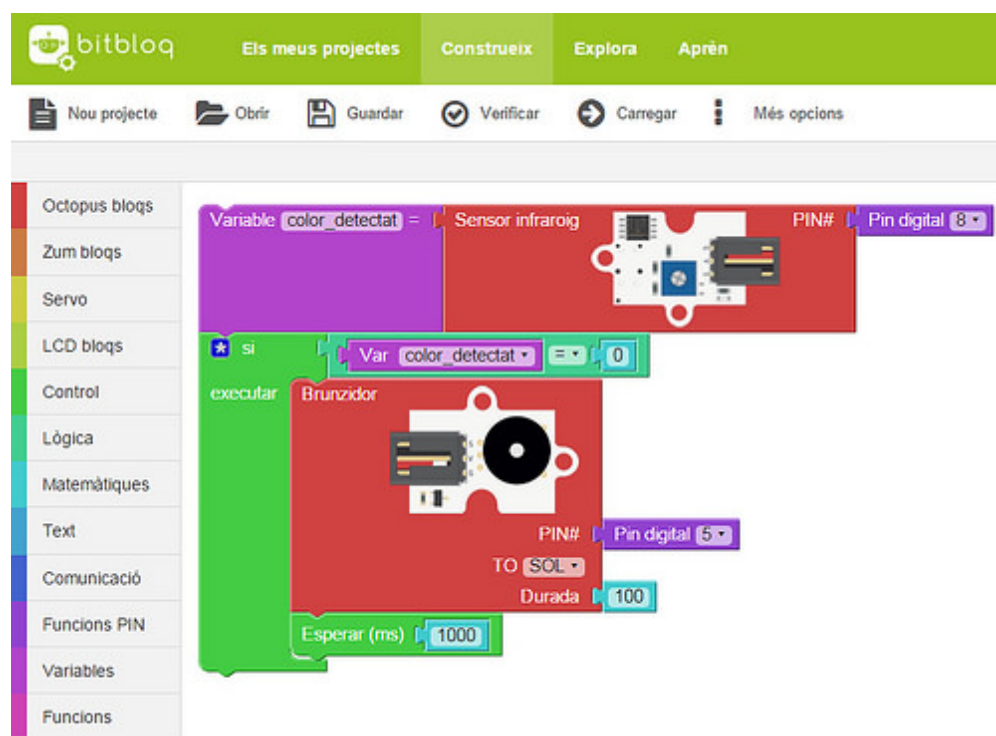 bitbloq Els meus projectes Construeix Explora Aprèn
Nou projecte Obrir Guardar Verificar Carregar Més opcions
Octopus bloqs
Zum bloqs
Servo
LCD bloqs
Control
Lògica
Matemàtiques
Text
Comunicació
Funcions PIN
Variables
Funcions
Variable color_detectat = Sensor infraroig PIN# Pin digital 8
si Var color_detectat = 0
executar Brunzidor
PIN# Pin digital 5
TO SOL
Durada 100
Esperar (ms) 1000